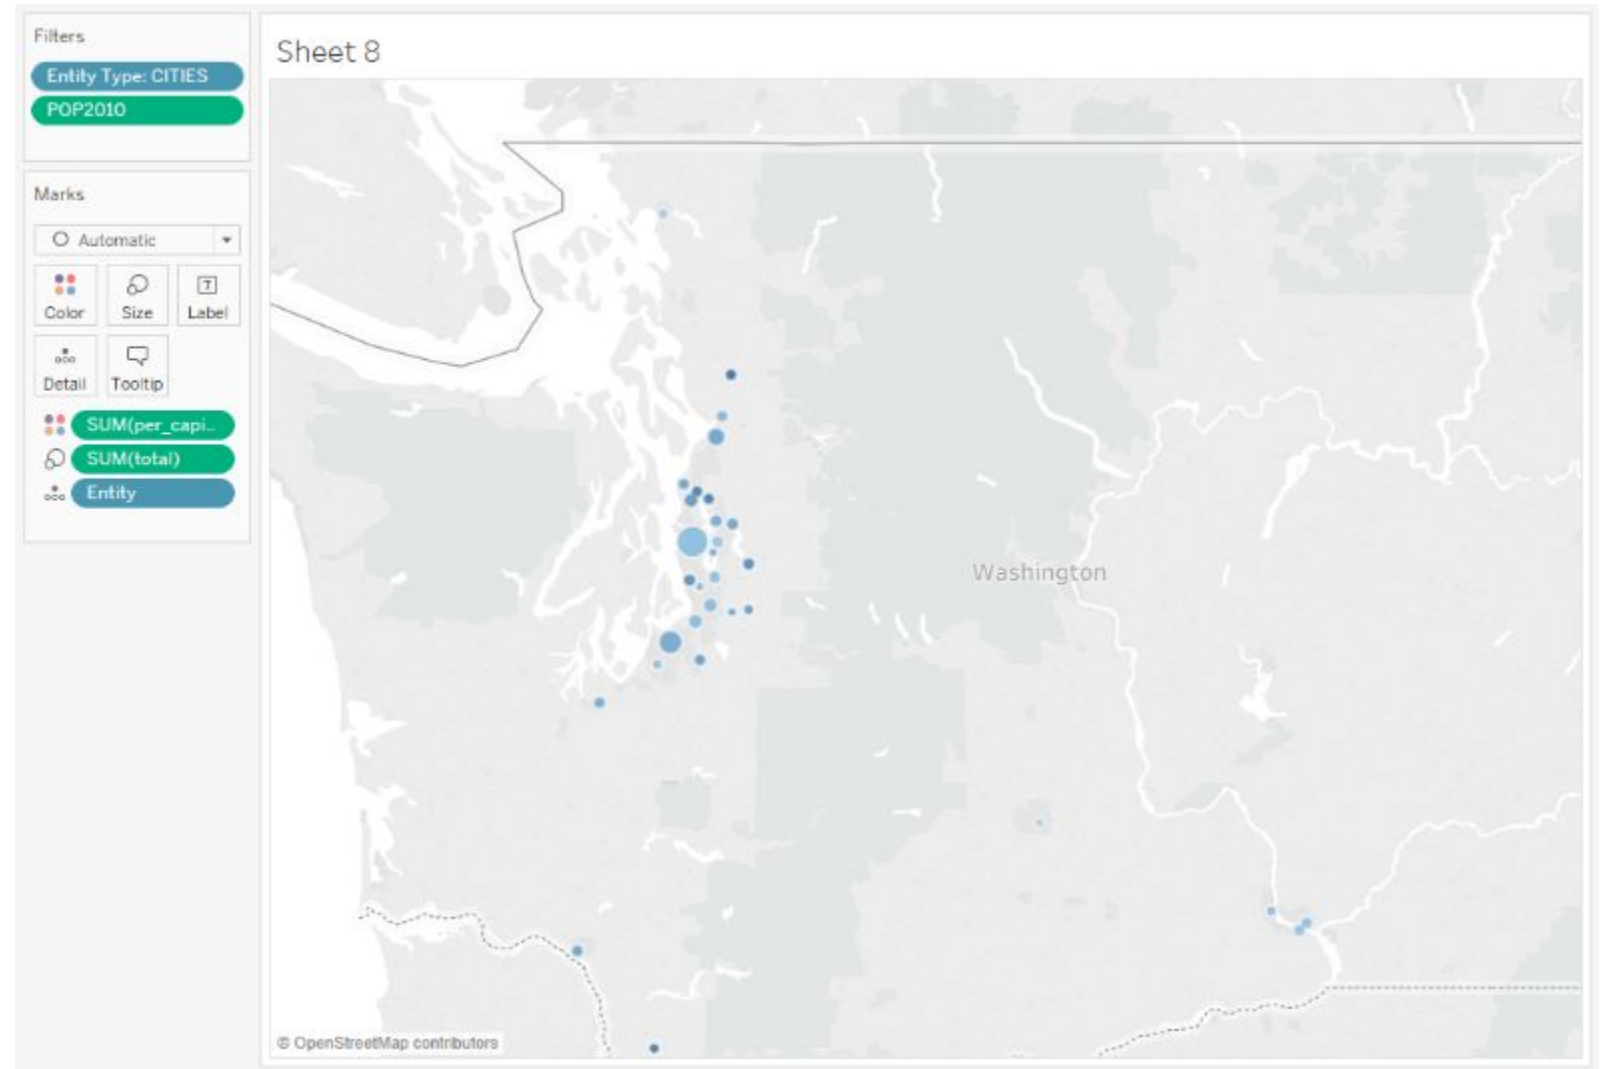 Filters
Entity Type: CITIES
POP2010
Marks
Automatic
Color
Size
T
Label
Detail
Tooltip
SUM(per_capi..
SUM(total)
Entity
Sheet 8
Washington
© OpenStreetMap contributors